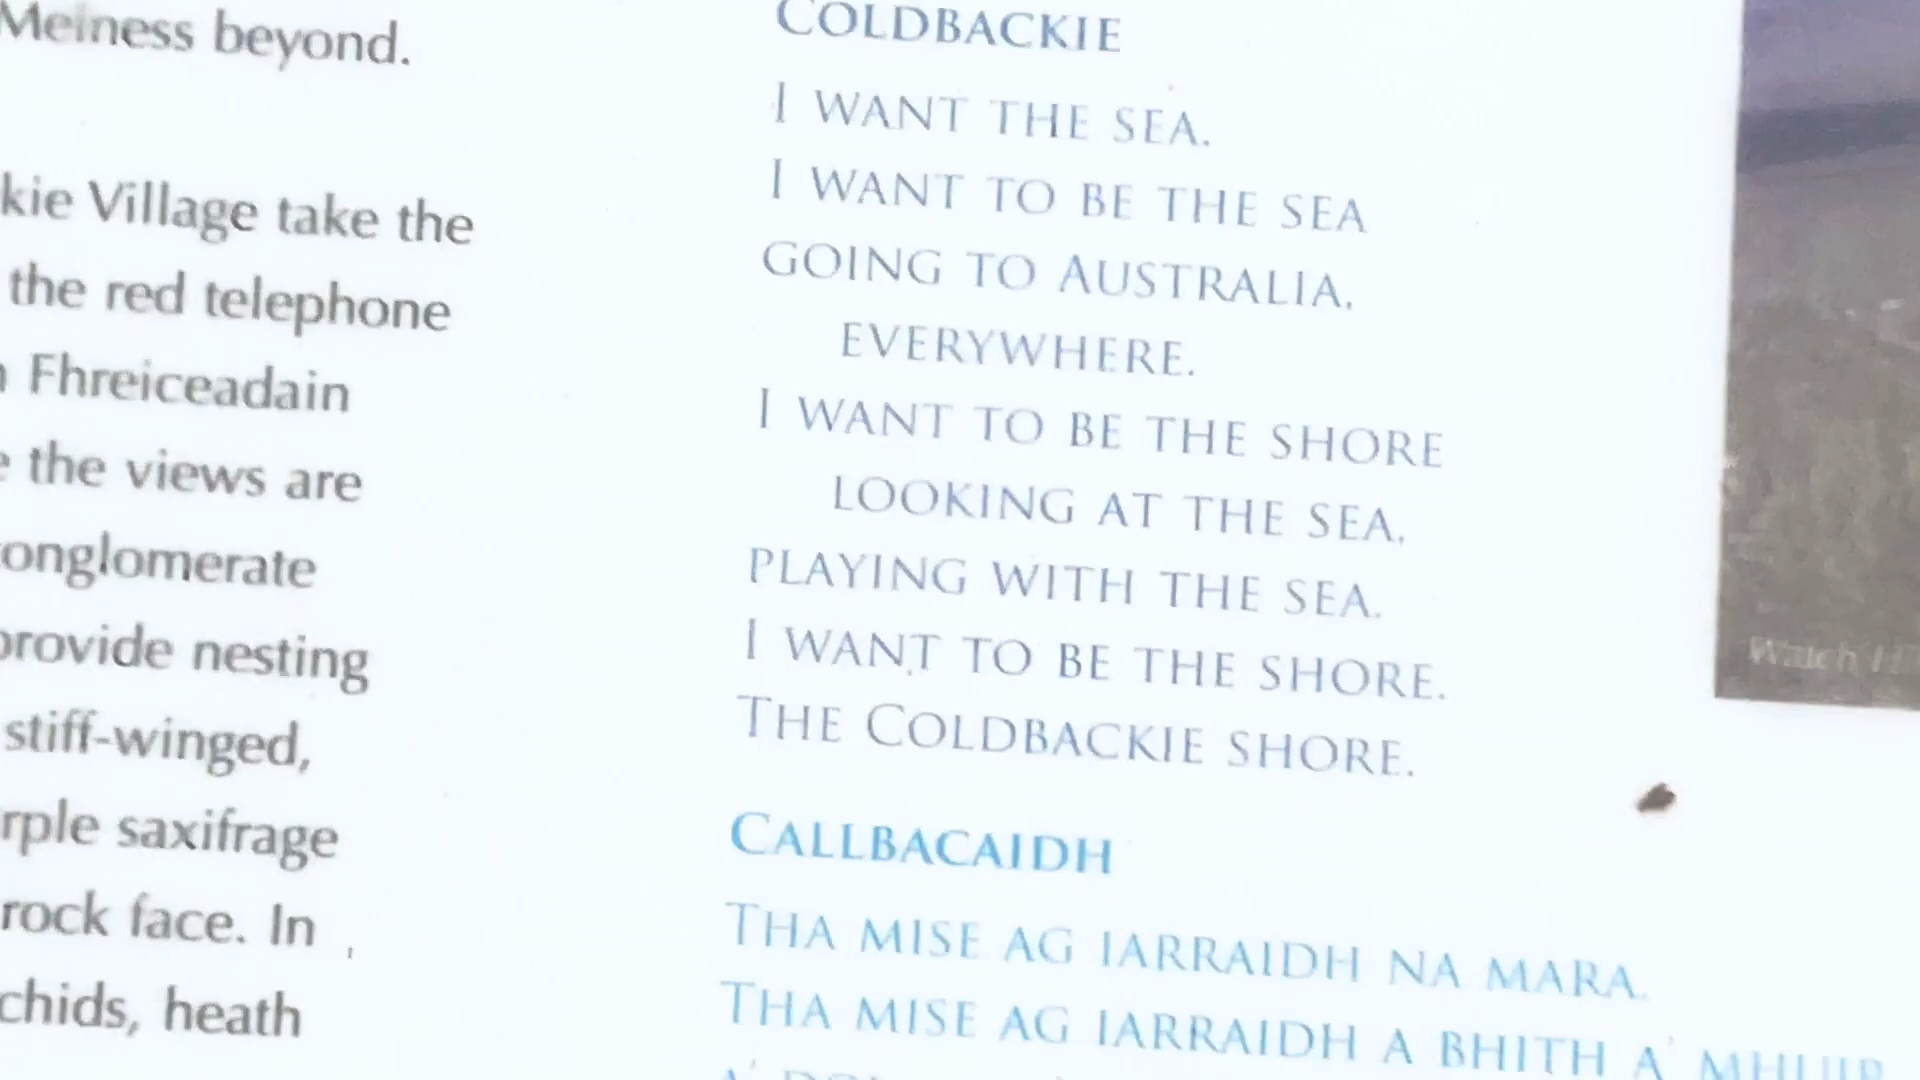 Melness beyond.
kie Village take the
the red telephone
Fhreiceadain
the views are
onglomerate
provide nesting
stiff-winged,
rple saxifrage
rock face. In
chids, heath
COLDBACKIE
I WANT THE SEA.
I WANT TO BE THE SEA
GOING TO AUSTRALIA,
EVERYWHERE.
I WANT TO BE THE SHORE
LOOKING AT THE SEA,
PLAYING WITH THE SEA.
I WANT TO BE THE SHORE.
THE COLDBACKIE SHORE.
CALLBACAIDH
THA MISE AG IARRAIDH NA MARA.
THA MISE AG IARRAIDH A BHITH A' MHUIR
Watch